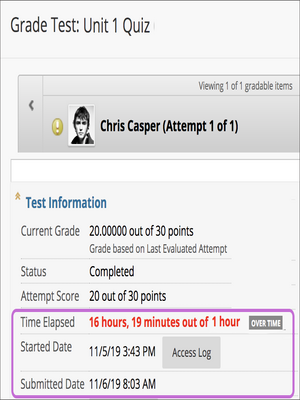 Grade Test: Unit 1 Quiz
Viewing 1 of 1 gradable items
Chris Casper (Attempt 1 of 1)
Test Information
Current Grade 20.00000 out of 30 points
Grade based on Last Evaluated Attempt
Status Completed
Attempt Score 20 out of 30 points
Time Elapsed 16 hours, 19 minutes out of 1 hour OVER TIME
Started Date 11/5/19 3:43 PM Access Log
Submitted Date 11/6/19 8:03 AM